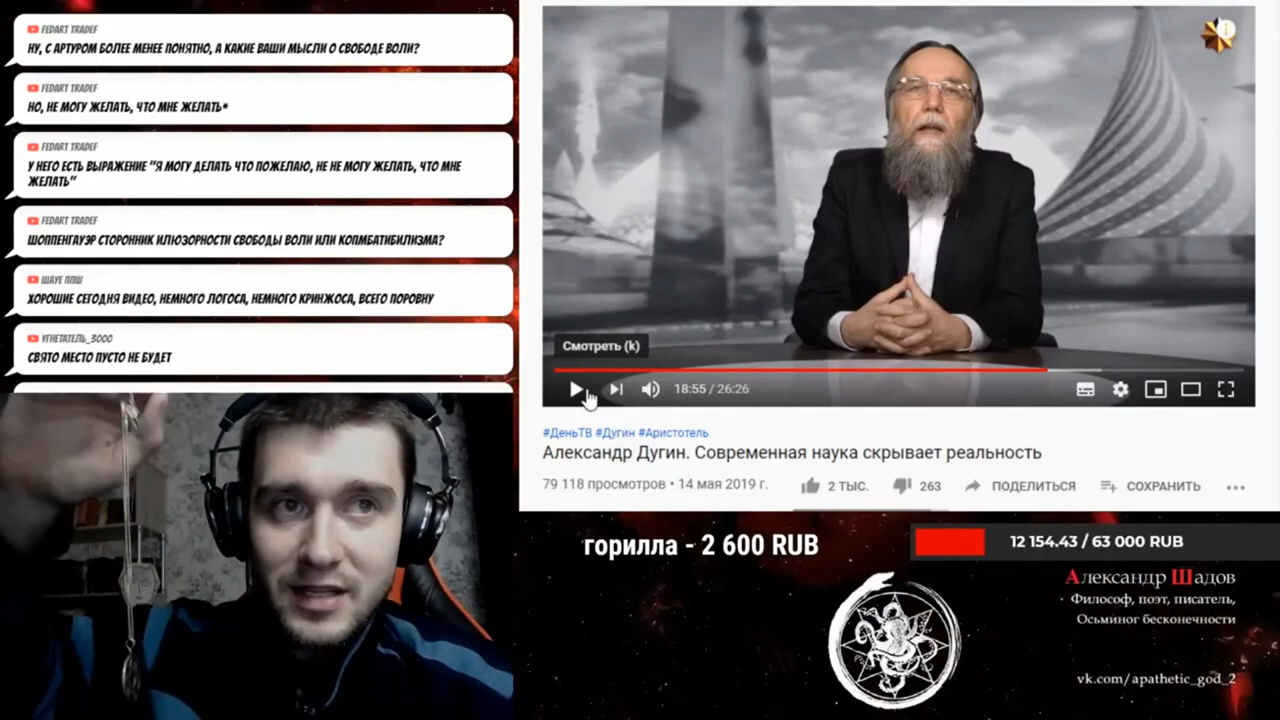 FEDART TRADEF
НУ, С АРТУРОМ БОЛЕЕ МЕНЕЕ ПОНЯТНО, А КАКИЕ ВАШИ МЫСЛИ О СВОБОДЕ ВОЛИ?
FEDART TRADEF
НО, НЕ МОГУ ЖЕЛАТЬ, ЧТО МНЕ ЖЕЛАТЬ*
FEDART TRADEF
У НЕГО ЕСТЬ ВЫРАЖЕНИЕ "Я МОГУ ДЕЛАТЬ ЧТО ПОЖЕЛАЮ, НЕ НЕ МОГУ ЖЕЛАТЬ, ЧТО МНЕ
ЖЕЛАТЬ"
FEDART TRADEF
ШОППЕНГАУЭР СТОРОННИК ИЛЮЗОРНОСТИ СВОБОДЫ ВОЛИ ИЛИ КОПМБАТИБИЛИЗМА?
ШАУЕ ППШ
ХОРОШИЕ СЕГОДНЯ ВИДЕО, НЕМНОГО ЛОГОСА, НЕМНОГО КРИНЖОСА, ВСЕГО ПОРОВНУ
УГНЕТАТЕЛЬ_3000
СВЯТО МЕСТО ПУСТО НЕ БУДЕТ
Смотреть (k)
18:55 / 26:26
#ДеньТВ #Дугин #Аристотель
Александр Дугин. Современная наука скрывает реальность
79 118 просмотров • 14 мая 2019 г.
2 ТЫС.
263
ПОДЕЛИТЬСЯ
СОХРАНИТЬ
горилла - 2 600 RUB
12 154.43 / 63 000 RUB
Александр Шадов
Философ, поэт, писатель,
Осьминог бесконечности
vk.com/apathetic_god_2